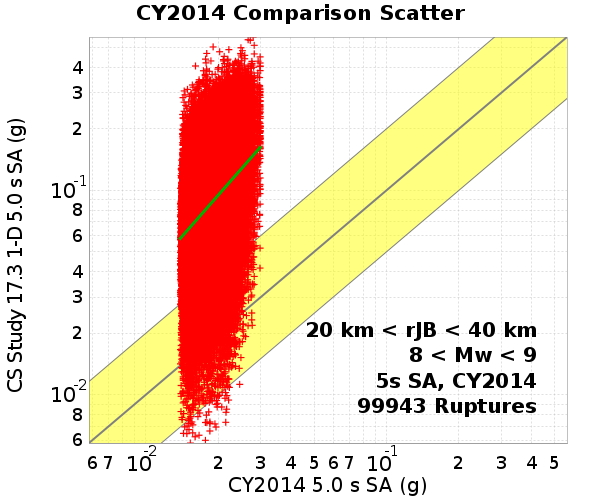 CY2014 Comparison Scatter
CS Study 17.3 1-D 5.0 s SA (g)
4
3
2
10-1
8
6
4
3
2
10-2
8
6
20 km < rJB < 40 km
8 < Mw < 9
5s SA, CY2014
99943 Ruptures
6 7 10-2 2 3 4 5 6 7 10-1 2 3 4 5
CY2014 5.0 s SA (g)